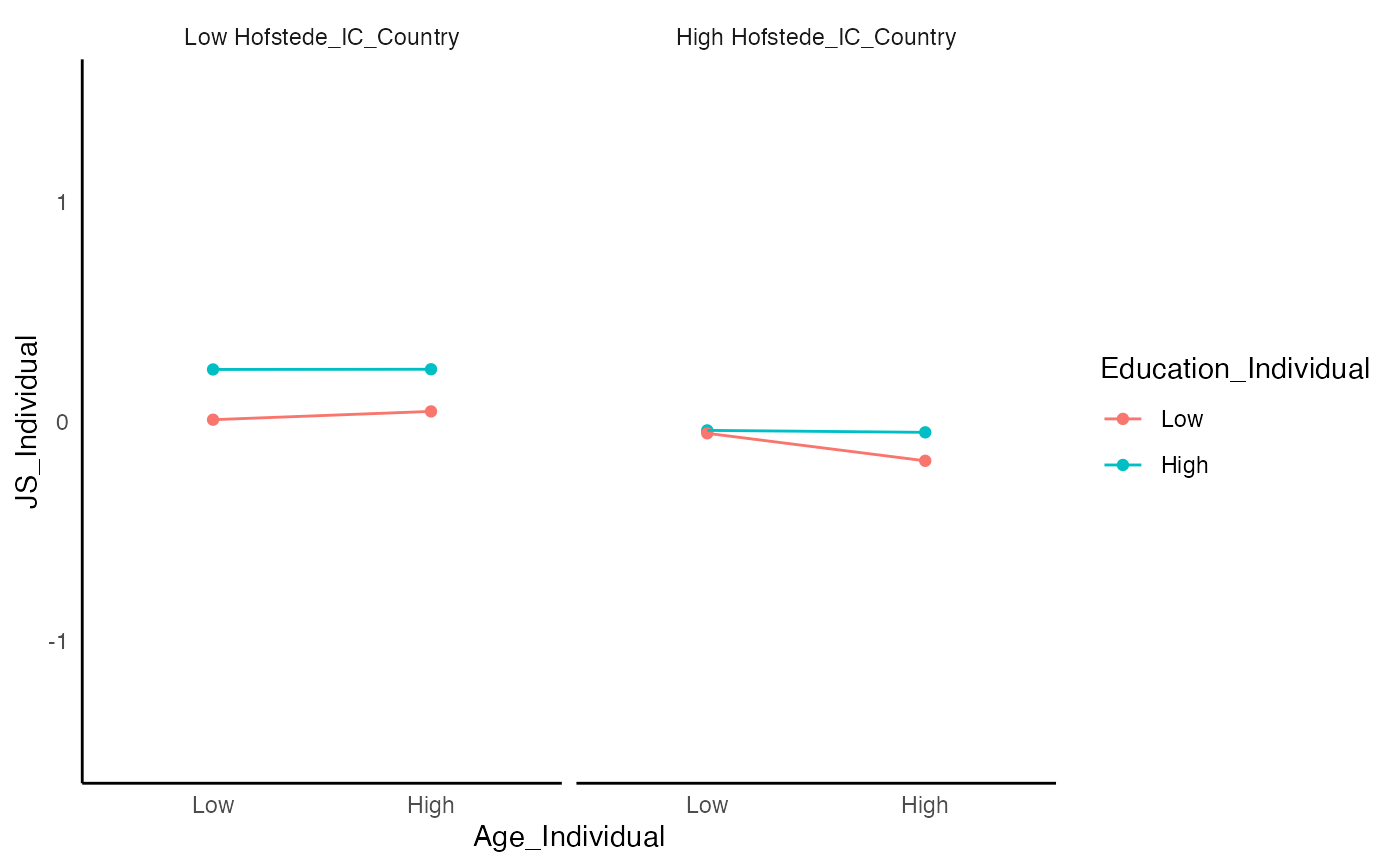 Low Hofstede_IC_Country
High Hofstede_IC_Country
1
0
-1
JS_Individual
Low
High
Low
High
Age_Individual
Education_Individual
Low
High